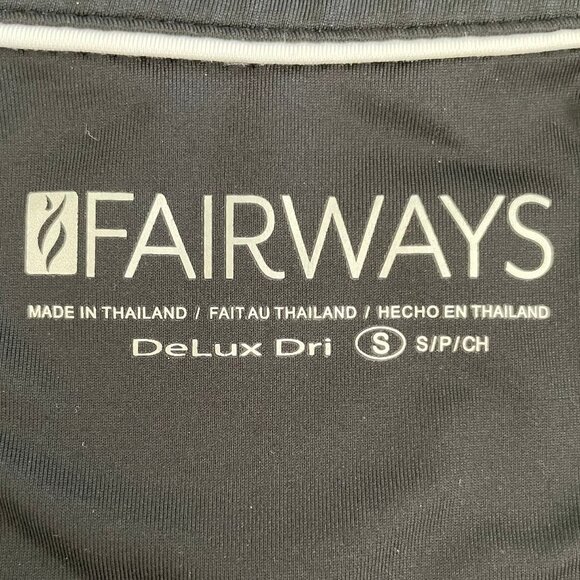 FAIRWAYS
MADE IN THAILAND / FAIT AU THAILAND / HECHO EN THAILAND
DeLux Dri S S/P/CH